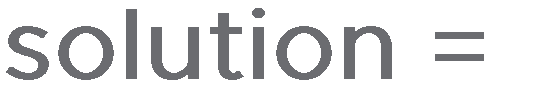 solution =